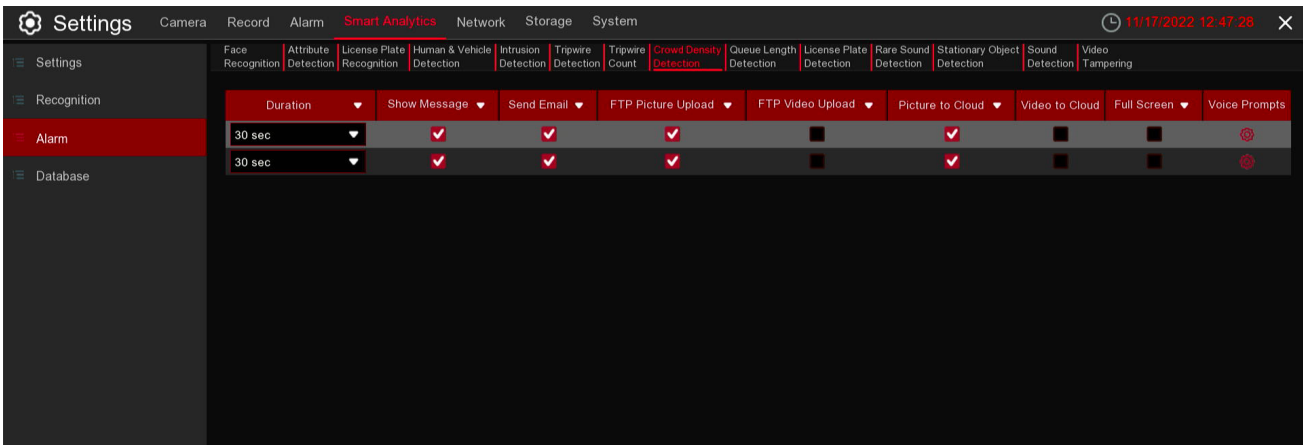 Settings Camera Record Alarm Smart Analytics Network Storage System 11/17/2022 12:47:28
Settings
Recognition
Alarm
Database
Face Recognition
Attribute Detection
License Plate Recognition
Human & Vehicle Detection
Intrusion Detection
Tripwire Detection
Tripwire Count
Crowd Density Detection
Queue Length Detection
License Plate Detection
Rare Sound Detection
Stationary Object Detection
Sound Detection
Video Tampering
Duration Show Message Send Email FTP Picture Upload FTP Video Upload Picture to Cloud Video to Cloud Full Screen Voice Prompts
30 sec
30 sec